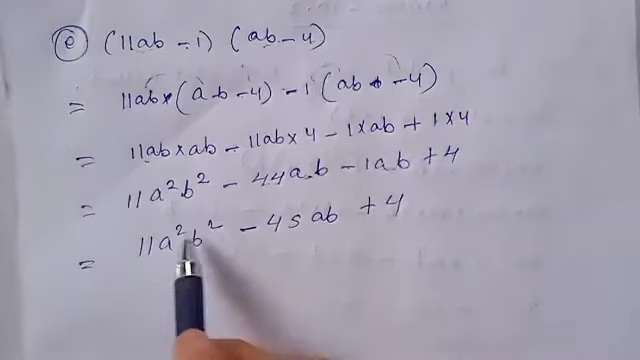 (e) (11ab - 1) (ab - 4)
= 11ab × (ab - 4) - 1 (ab - 4)
= 11ab × ab - 11ab × 4 - 1 × ab + 1 × 4
= 11a²b² - 44ab - 1ab + 4
= 11a²b² - 45ab + 4